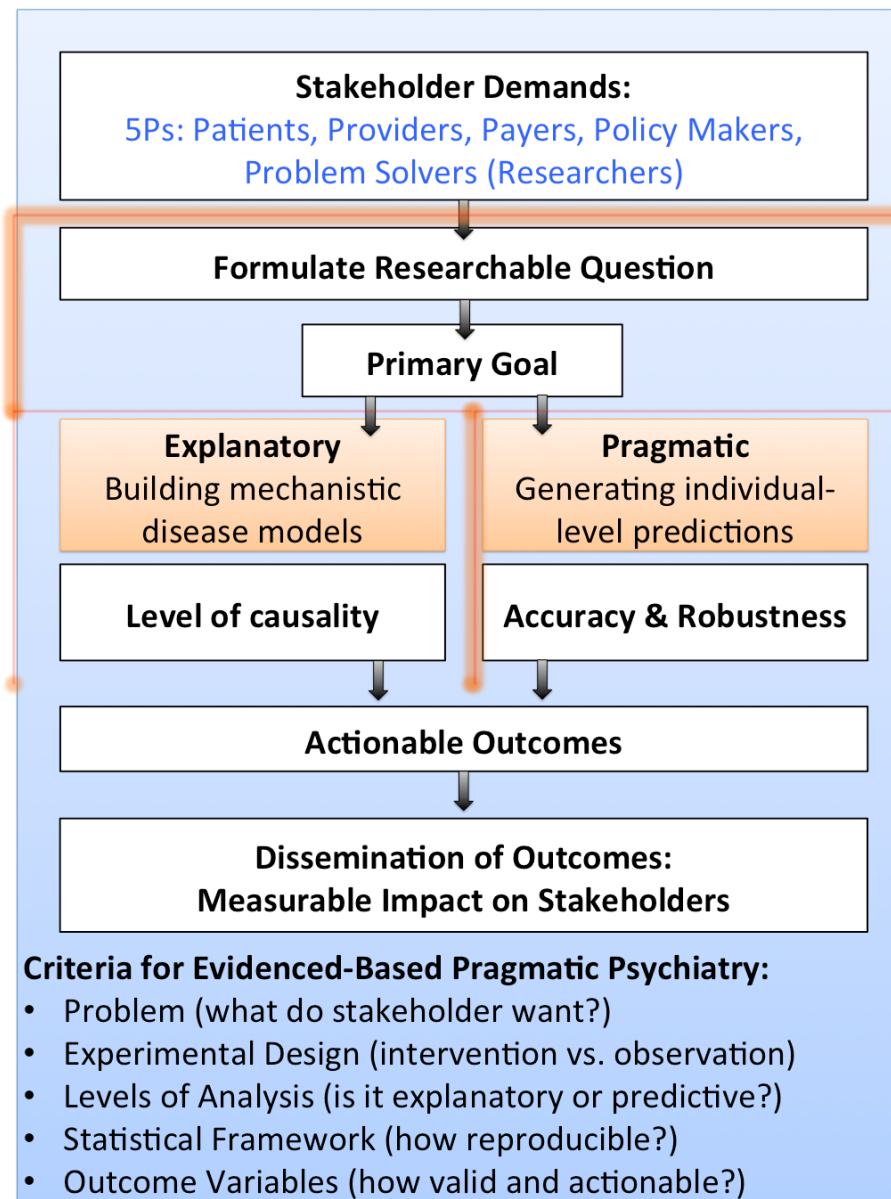 Stakeholder Demands:
5Ps: Patients, Providers, Payers, Policy Makers,
Problem Solvers (Researchers)
Formulate Researchable Question
Primary Goal
Explanatory
Building mechanistic
disease models
Pragmatic
Generating individual-
level predictions
Level of causality
Accuracy & Robustness
Actionable Outcomes
Dissemination of Outcomes:
Measurable Impact on Stakeholders
Criteria for Evidenced-Based Pragmatic Psychiatry:
• Problem (what do stakeholder want?)
• Experimental Design (intervention vs. observation)
• Levels of Analysis (is it explanatory or predictive?)
• Statistical Framework (how reproducible?)
• Outcome Variables (how valid and actionable?)